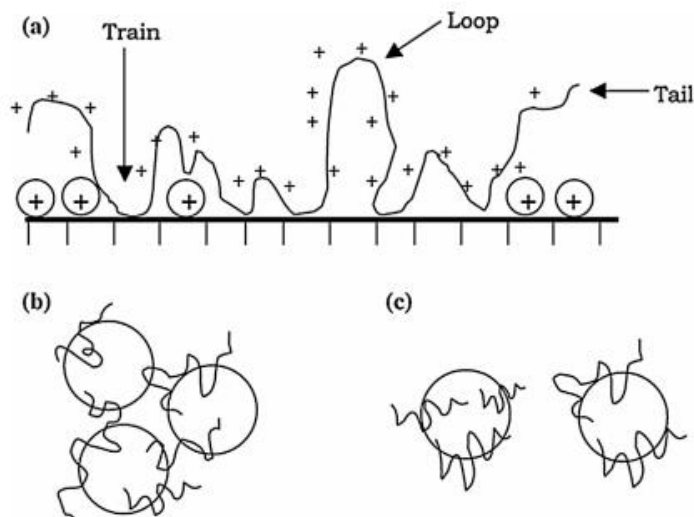 (a)
Train
Loop
Tail
+ + + + + + + + + + + + + + + + + + + + + + + +
+ + + + +
(b)
(c)